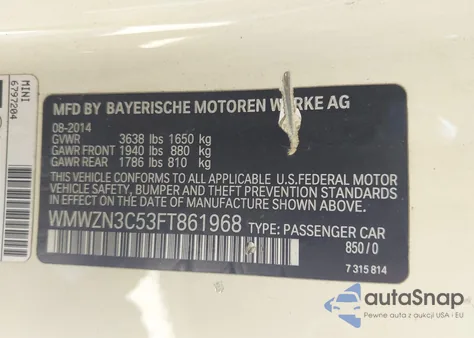 MINI
6797204
MFD BY BAYERISCHE MOTOREN WERKE AG
08-2014
GVWR 3638 lbs 1650 kg
GAWR FRONT 1940 lbs 880 kg
GAWR REAR 1786 lbs 810 kg
THIS VEHICLE CONFORMS TO ALL APPLICABLE U.S.FEDERAL MOTOR
VEHICLE SAFETY, BUMPER AND THEFT PREVENTION STANDARDS
IN EFFECT ON THE DATE OF MANUFACTURE SHOWN ABOVE.
WMWZN3C53FT861968 TYPE: PASSENGER CAR
850/0
7 315 814
autoSnap
Pewne auta z aukcji USA i EU